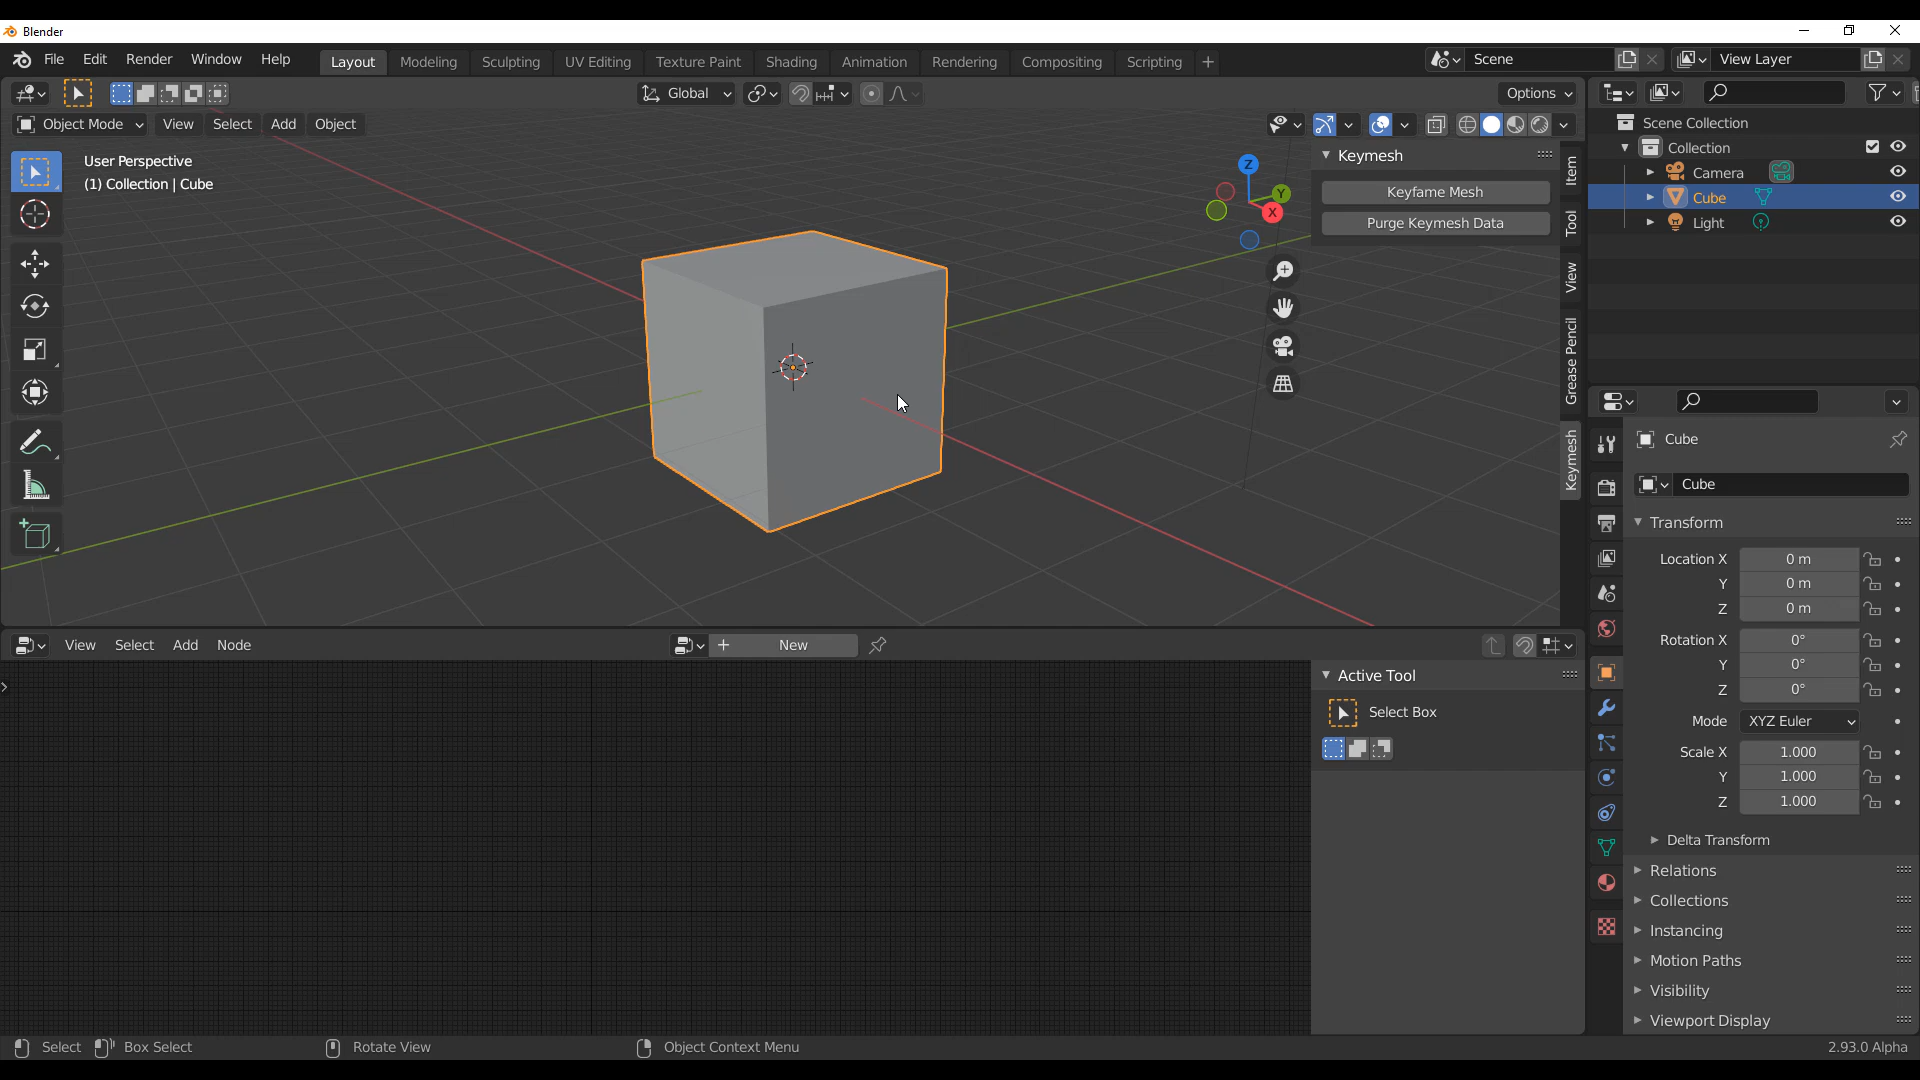 Blender
File Edit Render Window Help Layout Modeling Sculpting UV Editing Texture Paint Shading Animation Rendering Compositing Scripting + Scene View Layer
Global Options
Object Mode View Select Add Object
User Perspective
(1) Collection | Cube
Z
Y
X
Keymesh
Keyfame Mesh
Purge Keymesh Data
Item
Tool
View
Grease Pencil
Keymesh
Scene Collection
Collection
Camera
Cube
Light
Cube
Cube
Transform
Location X 0 m
Y 0 m
Z 0 m
Rotation X 0°
Y 0°
Z 0°
Mode XYZ Euler
Scale X 1.000
Y 1.000
Z 1.000
Delta Transform
Relations
Collections
Instancing
Motion Paths
Visibility
Viewport Display
View Select Add Node + New
Active Tool
Select Box
Select Box Select Rotate View Object Context Menu 2.93.0 Alpha